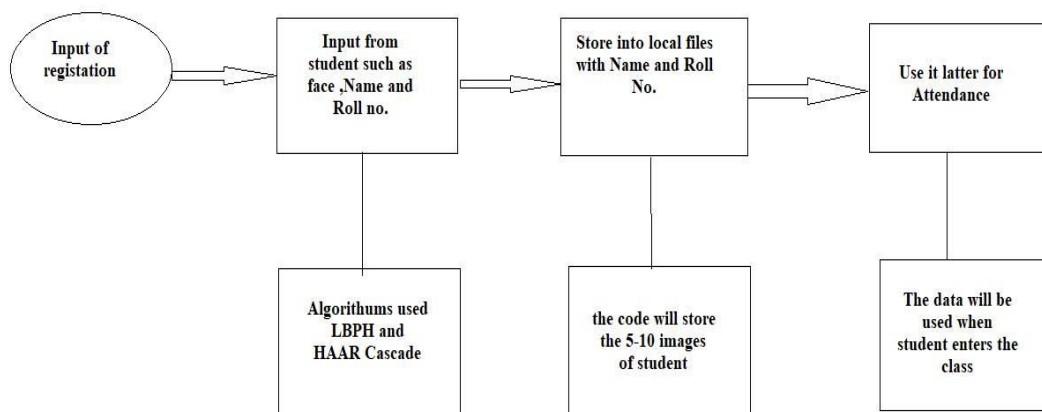 Input of
registation
Input from
student such as
face ,Name and
Roll no.
Store into local files
with Name and Roll
No.
Use it latter for
Attendance
Algorithums used
LBPH and
HAAR Cascade
the code will store
the 5-10 images
of student
The data will be
used when
student enters the
class